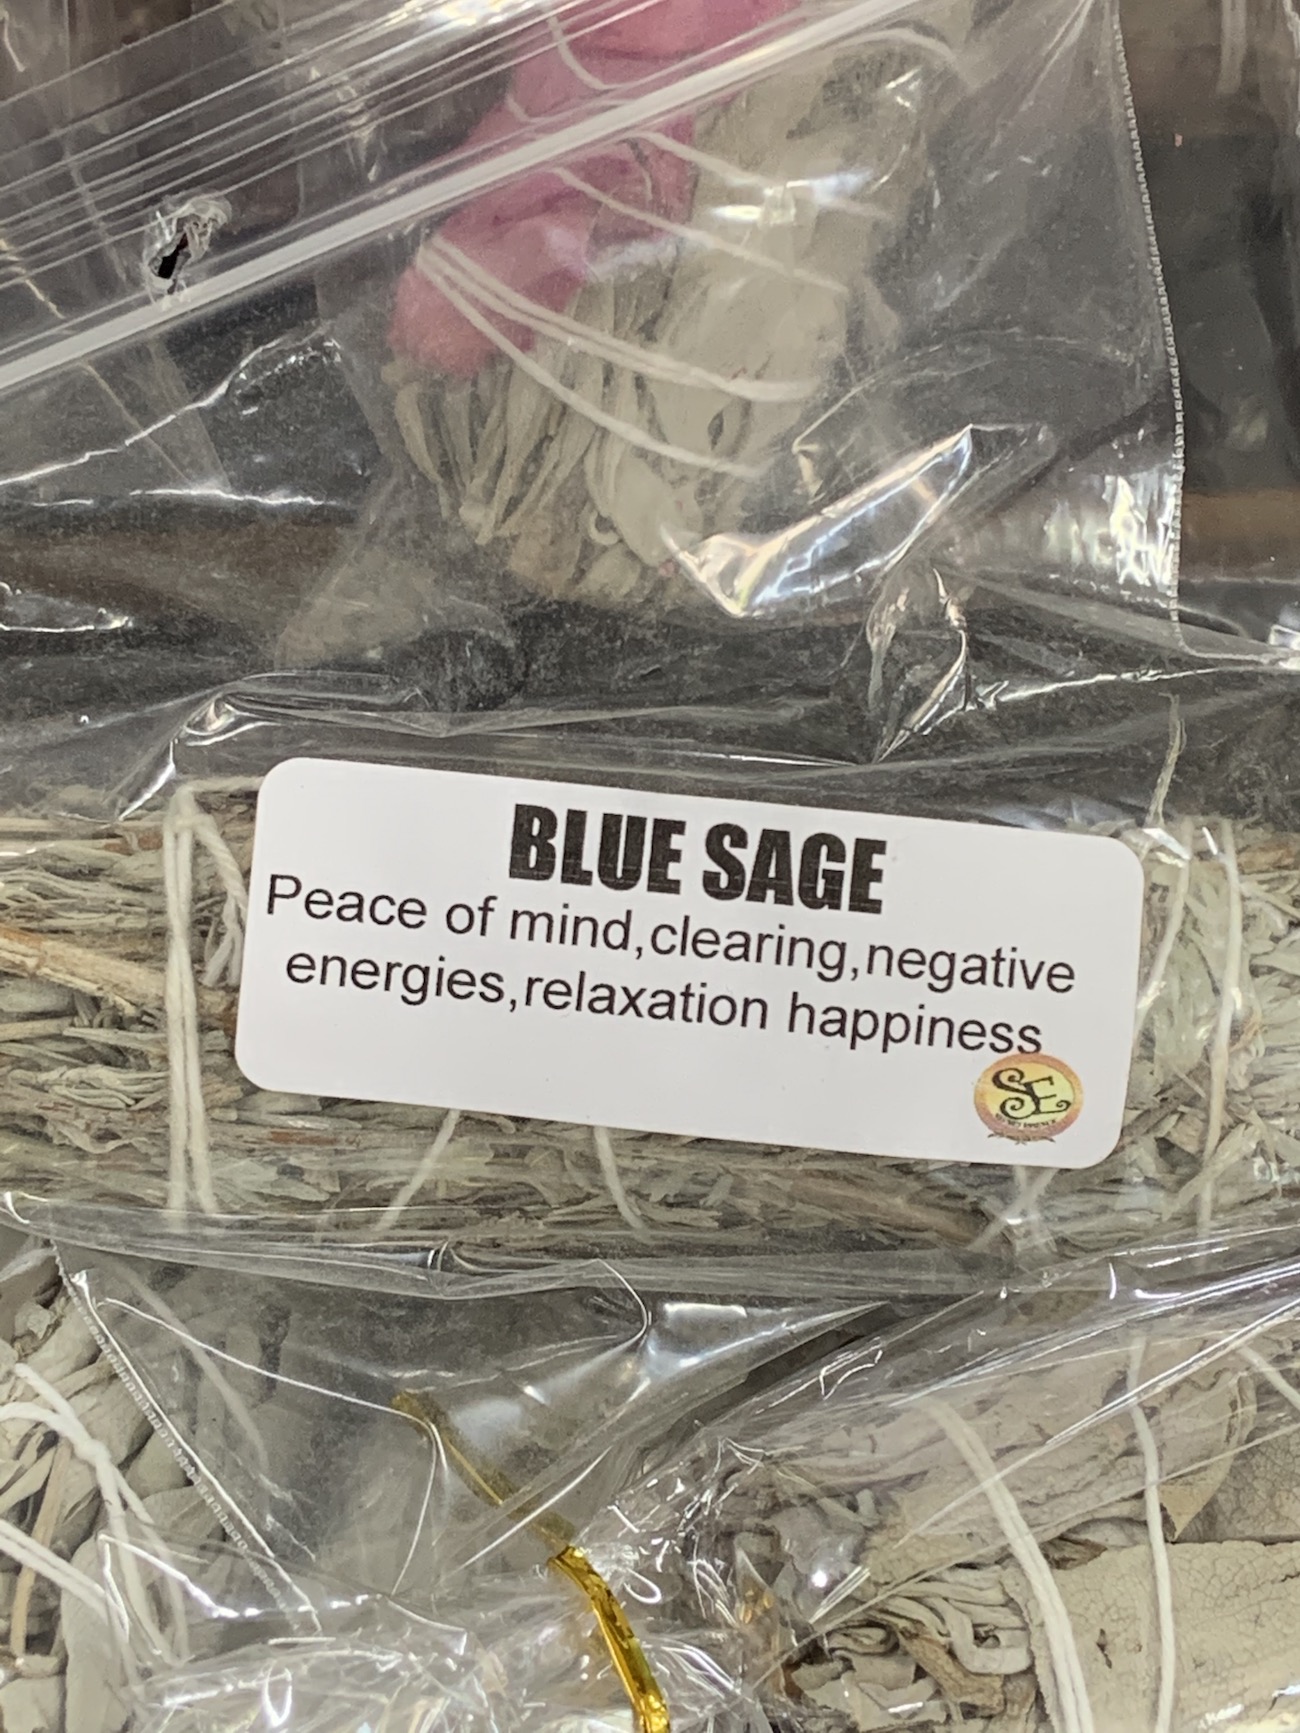 BLUE SAGE
Peace of mind,clearing,negative
energies,relaxation happiness
SE